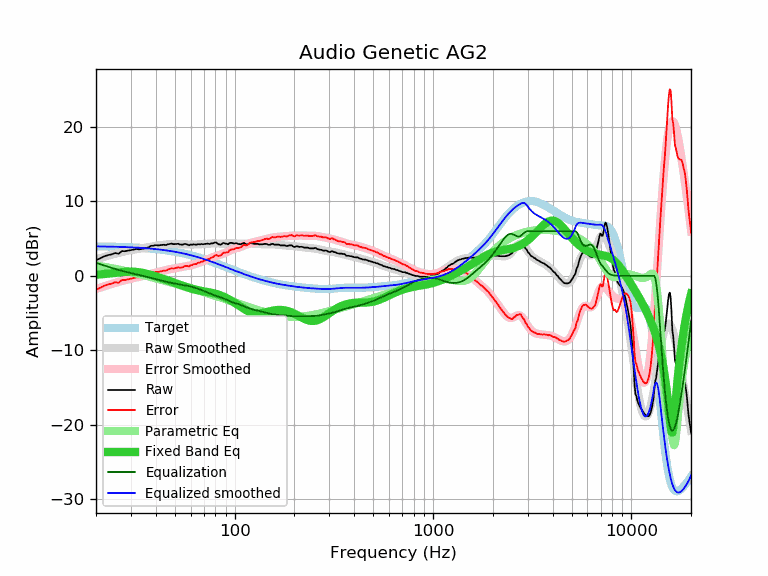 Audio Genetic AG2
Amplitude (dBr)
20
10
0
−10
−20
−30
Target
Raw Smoothed
Error Smoothed
Raw
Error
Parametric Eq
Fixed Band Eq
Equalization
Equalized smoothed
100
1000
10000
Frequency (Hz)